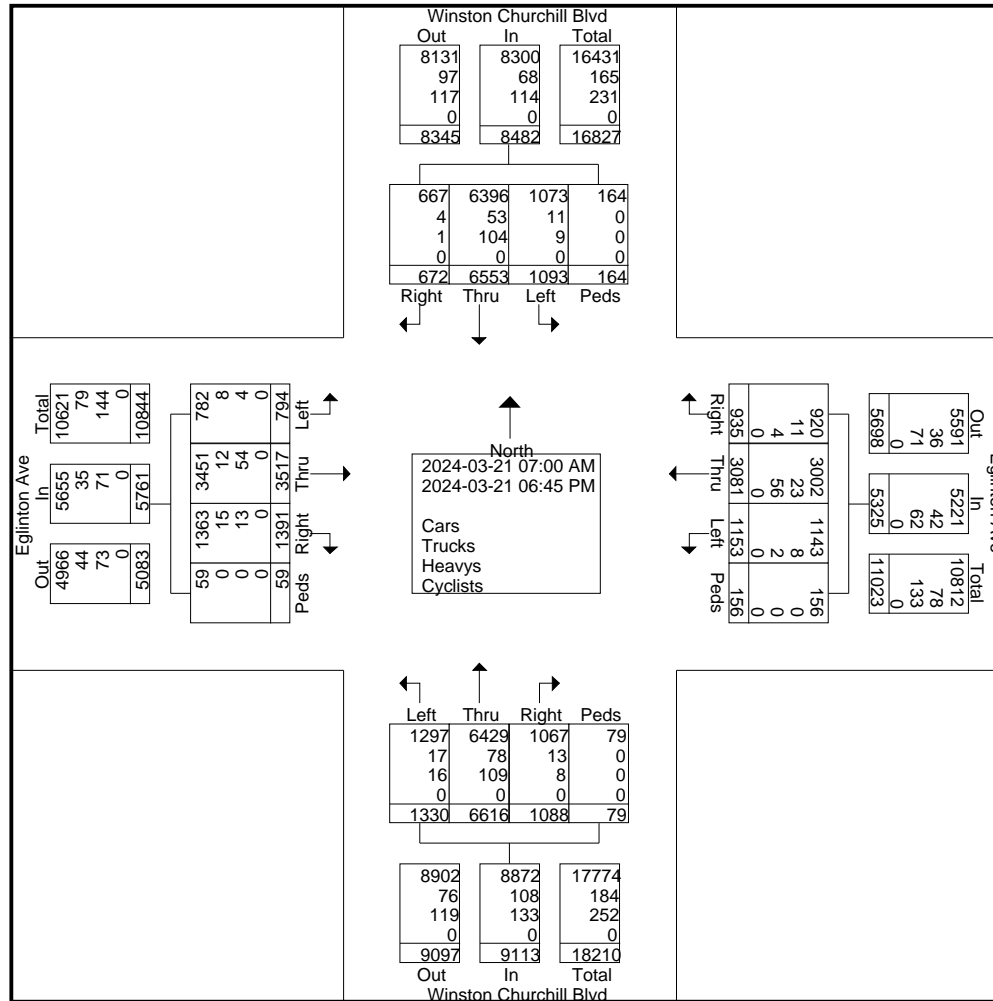 Winston Churchill Blvd
Out In Total
8131 8300 16431
97 68 165
117 114 231
0 0 0
8345 8482 16827
667 6396 1073 164
4 53 11 0
1 104 9 0
0 0 0 0
672 6553 1093 164
Right Thru Left Peds
Eglinton Ave
Total
10621
79
144
0
10844
In
5655
35
71
0
5761
Out
4966
44
73
0
5083
782
8
4
0
794
Left
3451
12
54
0
3517
Thru
1363
15
13
0
1391
Right
59
0
0
0
59
Peds
North
2024-03-21 07:00 AM
2024-03-21 06:45 PM
Cars
Trucks
Heavys
Cyclists
Right
920
11
4
0
935
Thru
3002
23
56
0
3081
Left
1143
8
2
0
1153
Peds
156
0
0
0
156
Out
5591
36
71
0
5698
In
5221
42
62
0
5325
Total
10812
78
133
0
11023
Left Thru Right Peds
1297 6429 1067 79
17 78 13 0
16 109 8 0
0 0 0 0
1330 6616 1088 79
8902 8872 17774
76 108 184
119 133 252
0 0 0
9097 9113 18210
Out In Total
Winston Churchill Blvd